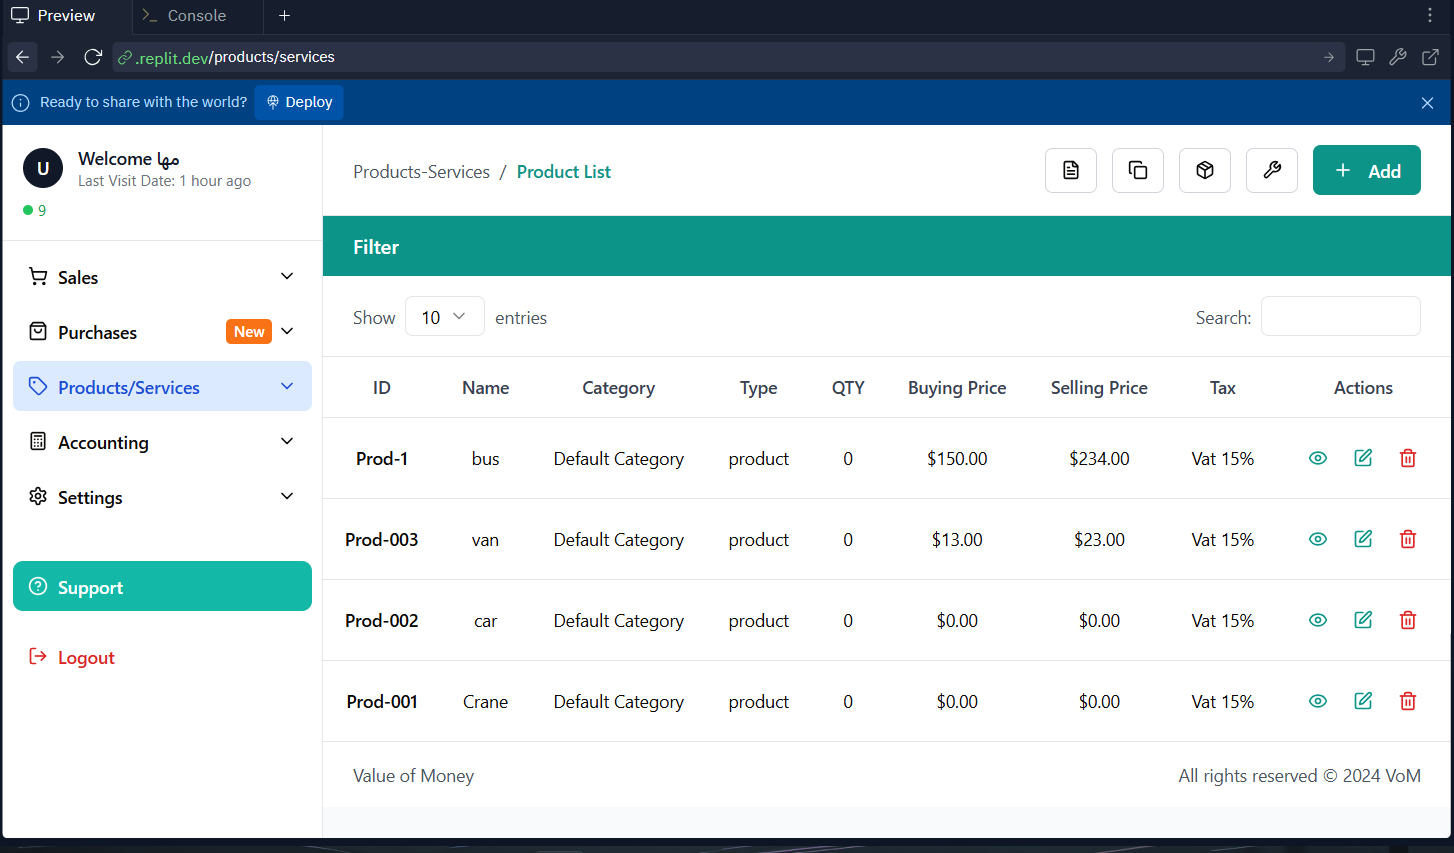 Preview
Console
.replit.dev/products/services
Ready to share with the world? Deploy
U
Welcome مها
Last Visit Date: 1 hour ago
9
Sales
Purchases New
Products/Services
Accounting
Settings
Support
Logout
Products-Services / Product List
+ Add
Filter
Show 10 entries
Search:
ID Name Category Type QTY Buying Price Selling Price Tax Actions
Prod-1 bus Default Category product 0 $150.00 $234.00 Vat 15%
Prod-003 van Default Category product 0 $13.00 $23.00 Vat 15%
Prod-002 car Default Category product 0 $0.00 $0.00 Vat 15%
Prod-001 Crane Default Category product 0 $0.00 $0.00 Vat 15%
Value of Money
All rights reserved © 2024 VoM